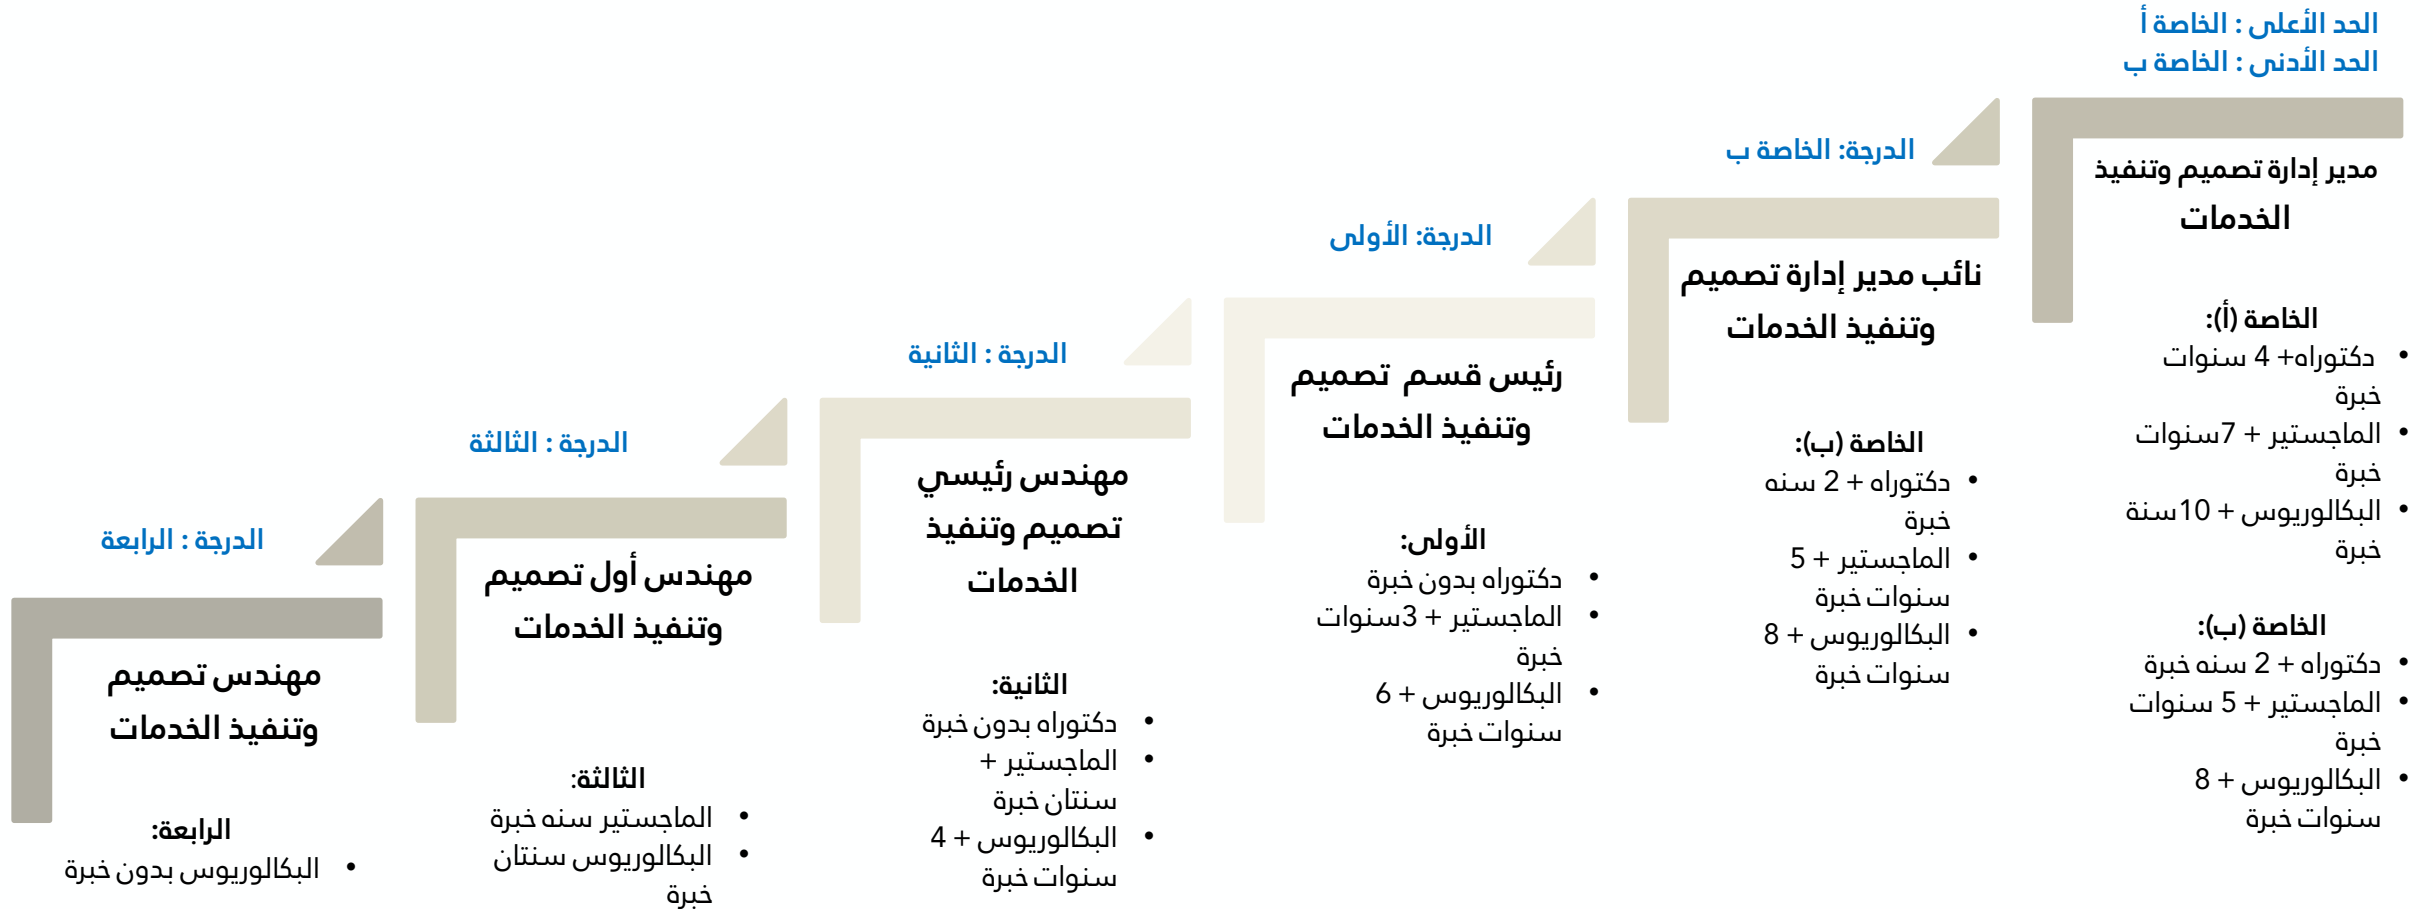 الحد الأعلى : الخاصة أ
الحد الأدنى : الخاصة ب
مدير إدارة تصميم وتنفيذ
الخدمات
الخاصة (أ):
• دكتوراه+ 4 سنوات
خبرة
• الماجستير + 7سنوات
خبرة
• البكالوريوس + 10سنة
خبرة
الخاصة (ب):
• دكتوراه + 2 سنه خبرة
• الماجستير + 5 سنوات
خبرة
• البكالوريوس + 8
سنوات خبرة
الدرجة: الخاصة ب
نائب مدير إدارة تصميم
وتنفيذ الخدمات
الخاصة (ب):
• دكتوراه + 2 سنه
خبرة
• الماجستير + 5
سنوات خبرة
• البكالوريوس + 8
سنوات خبرة
الدرجة: الأولى
رئيس قسم تصميم
وتنفيذ الخدمات
الأولى:
• دكتوراه بدون خبرة
• الماجستير + 3سنوات
خبرة
• البكالوريوس + 6
سنوات خبرة
الدرجة : الثانية
مهندس رئيسي
تصميم وتنفيذ
الخدمات
الثانية:
• دكتوراه بدون خبرة
• الماجستير +
سنتان خبرة
• البكالوريوس + 4
سنوات خبرة
الدرجة : الثالثة
مهندس أول تصميم
وتنفيذ الخدمات
الثالثة:
• الماجستير سنه خبرة
• البكالوريوس سنتان
خبرة
الدرجة : الرابعة
مهندس تصميم
وتنفيذ الخدمات
الرابعة:
• البكالوريوس بدون خبرة